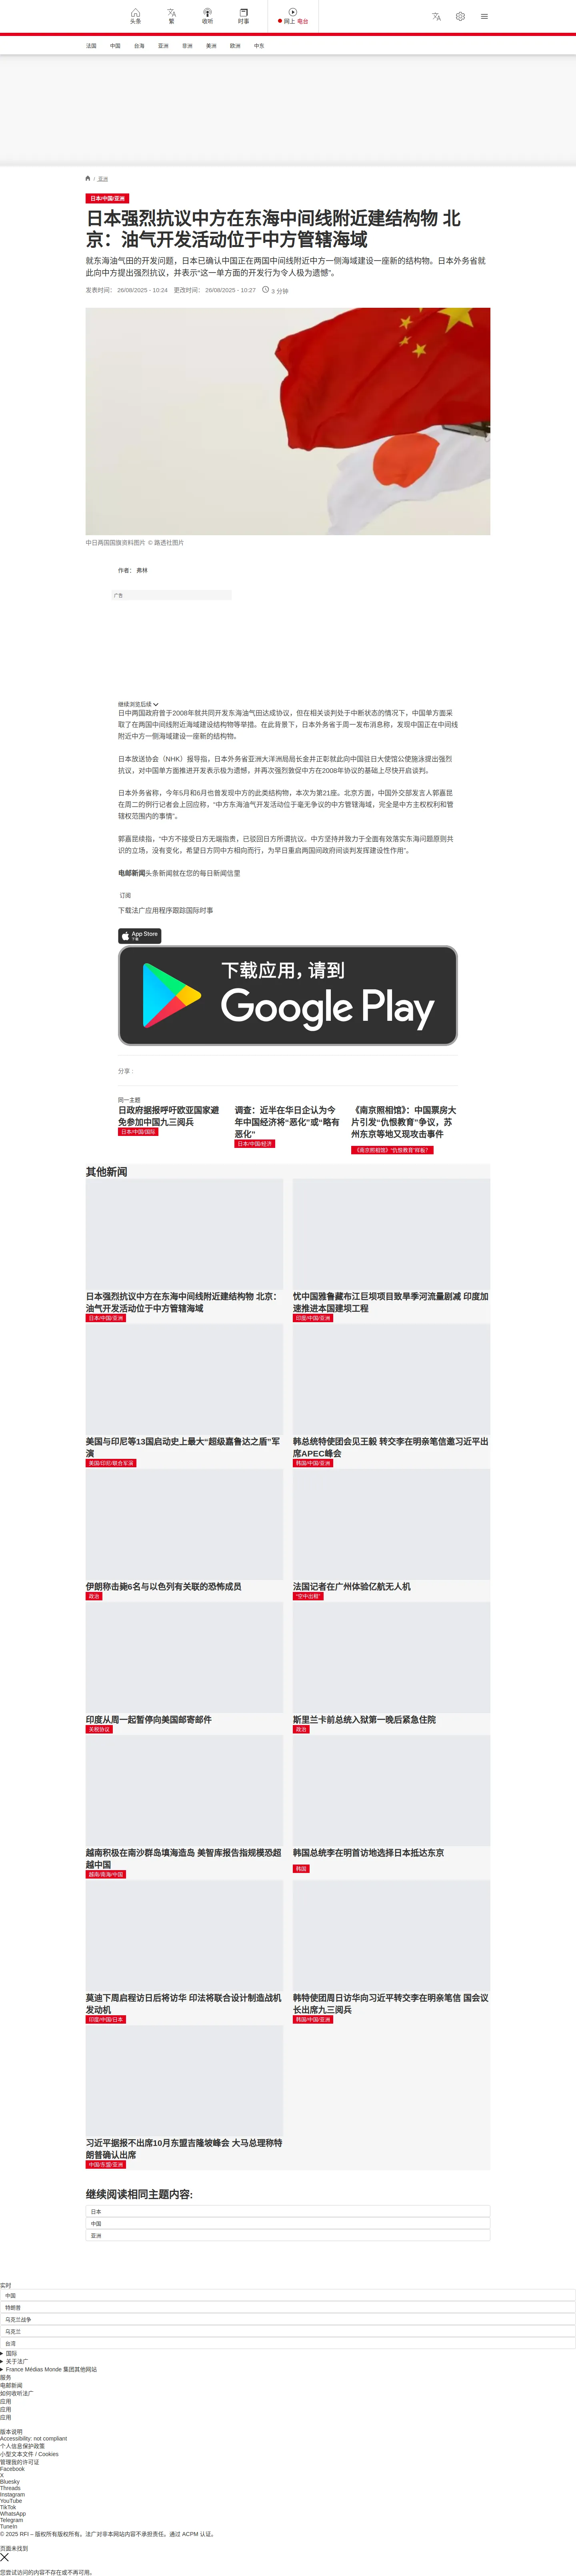 头条
繁
收听
时事
网上 电台
法国 中国 台海 亚洲 非洲 美洲 欧洲 中东
/ 亚洲
日本/中国/亚洲
日本强烈抗议中方在东海中间线附近建结构物 北
京：油气开发活动位于中方管辖海域
就东海油气田的开发问题，日本已确认中国正在两国中间线附近中方一侧海域建设一座新的结构物。日本外务省就
此向中方提出强烈抗议，并表示“这一单方面的开发行为令人极为遗憾”。
发表时间： 26/08/2025 - 10:24 更改时间： 26/08/2025 - 10:27 3 分钟
中日两国国旗资料图片 © 路透社图片
作者： 弗林
广告
继续浏览后续
日中两国政府曾于2008年就共同开发东海油气田达成协议，但在相关谈判处于中断状态的情况下，中国单方面采
取了在两国中间线附近海域建设结构物等举措。在此背景下，日本外务省于周一发布消息称，发现中国正在中间线
附近中方一侧海域建设一座新的结构物。
日本放送协会（NHK）报导指，日本外务省亚洲大洋洲局局长金井正彰就此向中国驻日大使馆公使施泳提出强烈
抗议，对中国单方面推进开发表示极为遗憾，并再次强烈敦促中方在2008年协议的基础上尽快开启谈判。
日本外务省称，今年5月和6月也曾发现中方的此类结构物，本次为第21座。北京方面，中国外交部发言人郭嘉昆
在周二的例行记者会上回应称，“中方东海油气开发活动位于毫无争议的中方管辖海域，完全是中方主权权利和管
辖权范围内的事情”。
郭嘉昆续指，“中方不接受日方无端指责，已驳回日方所谓抗议。中方坚持并致力于全面有效落实东海问题原则共
识的立场，没有变化，希望日方同中方相向而行，为早日重启两国间政府间谈判发挥建设性作用”。
电邮新闻头条新闻就在您的每日新闻信里
订阅
下载法广应用程序跟踪国际时事
App Store
下载
下载应用，请到
Google Play
分享 :
同一主题
日政府据报呼吁欧亚国家避
免参加中国九三阅兵
日本/中国/国际
调查：近半在华日企认为今
年中国经济将“恶化”或“略有
恶化”
日本/中国/经济
《南京照相馆》：中国票房大
片引发“仇恨教育”争议，苏
州东京等地又现攻击事件
《南京照相馆》“仇恨教育”样板？
其他新闻
日本强烈抗议中方在东海中间线附近建结构物 北京：
油气开发活动位于中方管辖海域
日本/中国/亚洲
忧中国雅鲁藏布江巨坝项目致旱季河流量剧减 印度加
速推进本国建坝工程
印度/中国/亚洲
美国与印尼等13国启动史上最大“超级嘉鲁达之盾”军
演
美国/印尼/联合军演
韩总统特使团会见王毅 转交李在明亲笔信邀习近平出
席APEC峰会
韩国/中国/亚洲
伊朗称击毙6名与以色列有关联的恐怖成员
政治
法国记者在广州体验亿航无人机
“空中出租”
印度从周一起暂停向美国邮寄邮件
关税协议
斯里兰卡前总统入狱第一晚后紧急住院
政治
越南积极在南沙群岛填海造岛 美智库报告指规模恐超
越中国
越南/南海/中国
韩国总统李在明首访地选择日本抵达东京
韩国
莫迪下周启程访日后将访华 印法将联合设计制造战机
发动机
印度/中国/日本
韩特使团周日访华向习近平转交李在明亲笔信 国会议
长出席九三阅兵
韩国/中国/亚洲
习近平据报不出席10月东盟吉隆坡峰会 大马总理称特
朗普确认出席
中国/东盟/亚洲
继续阅读相同主题内容:
日本
中国
亚洲
实时
中国
特朗普
乌克兰战争
乌克兰
台湾
国际
关于法广
France Médias Monde 集团其他网站
服务
电邮新闻
如何收听法广
应用
应用
应用
版本说明
Accessibility: not compliant
个人信息保护政策
小型文本文件 / Cookies
管理我的许可证
Facebook
X
Bluesky
Threads
Instagram
YouTube
TikTok
WhatsApp
Telegram
TuneIn
© 2025 RFI – 版权所有版权所有。法广对非本网站内容不承担责任。通过 ACPM 认证。
页面未找到
您尝试访问的内容不存在或不再可用。